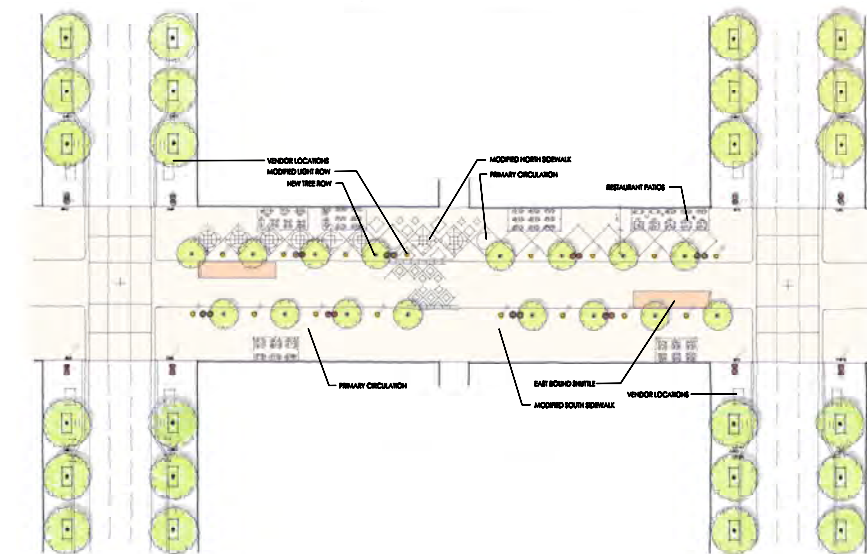 VENDOR LOCATIONS
MODIFIED LIGHT ROW
NEW TREE ROW
MODIFIED NORTH SIDEWALK
PRIMARY CIRCULATION
RESTAURANT PATIOS
PRIMARY CIRCULATION
EAST BOUND SHUTTLE
MODIFIED SOUTH SIDEWALK
VENDOR LOCATIONS